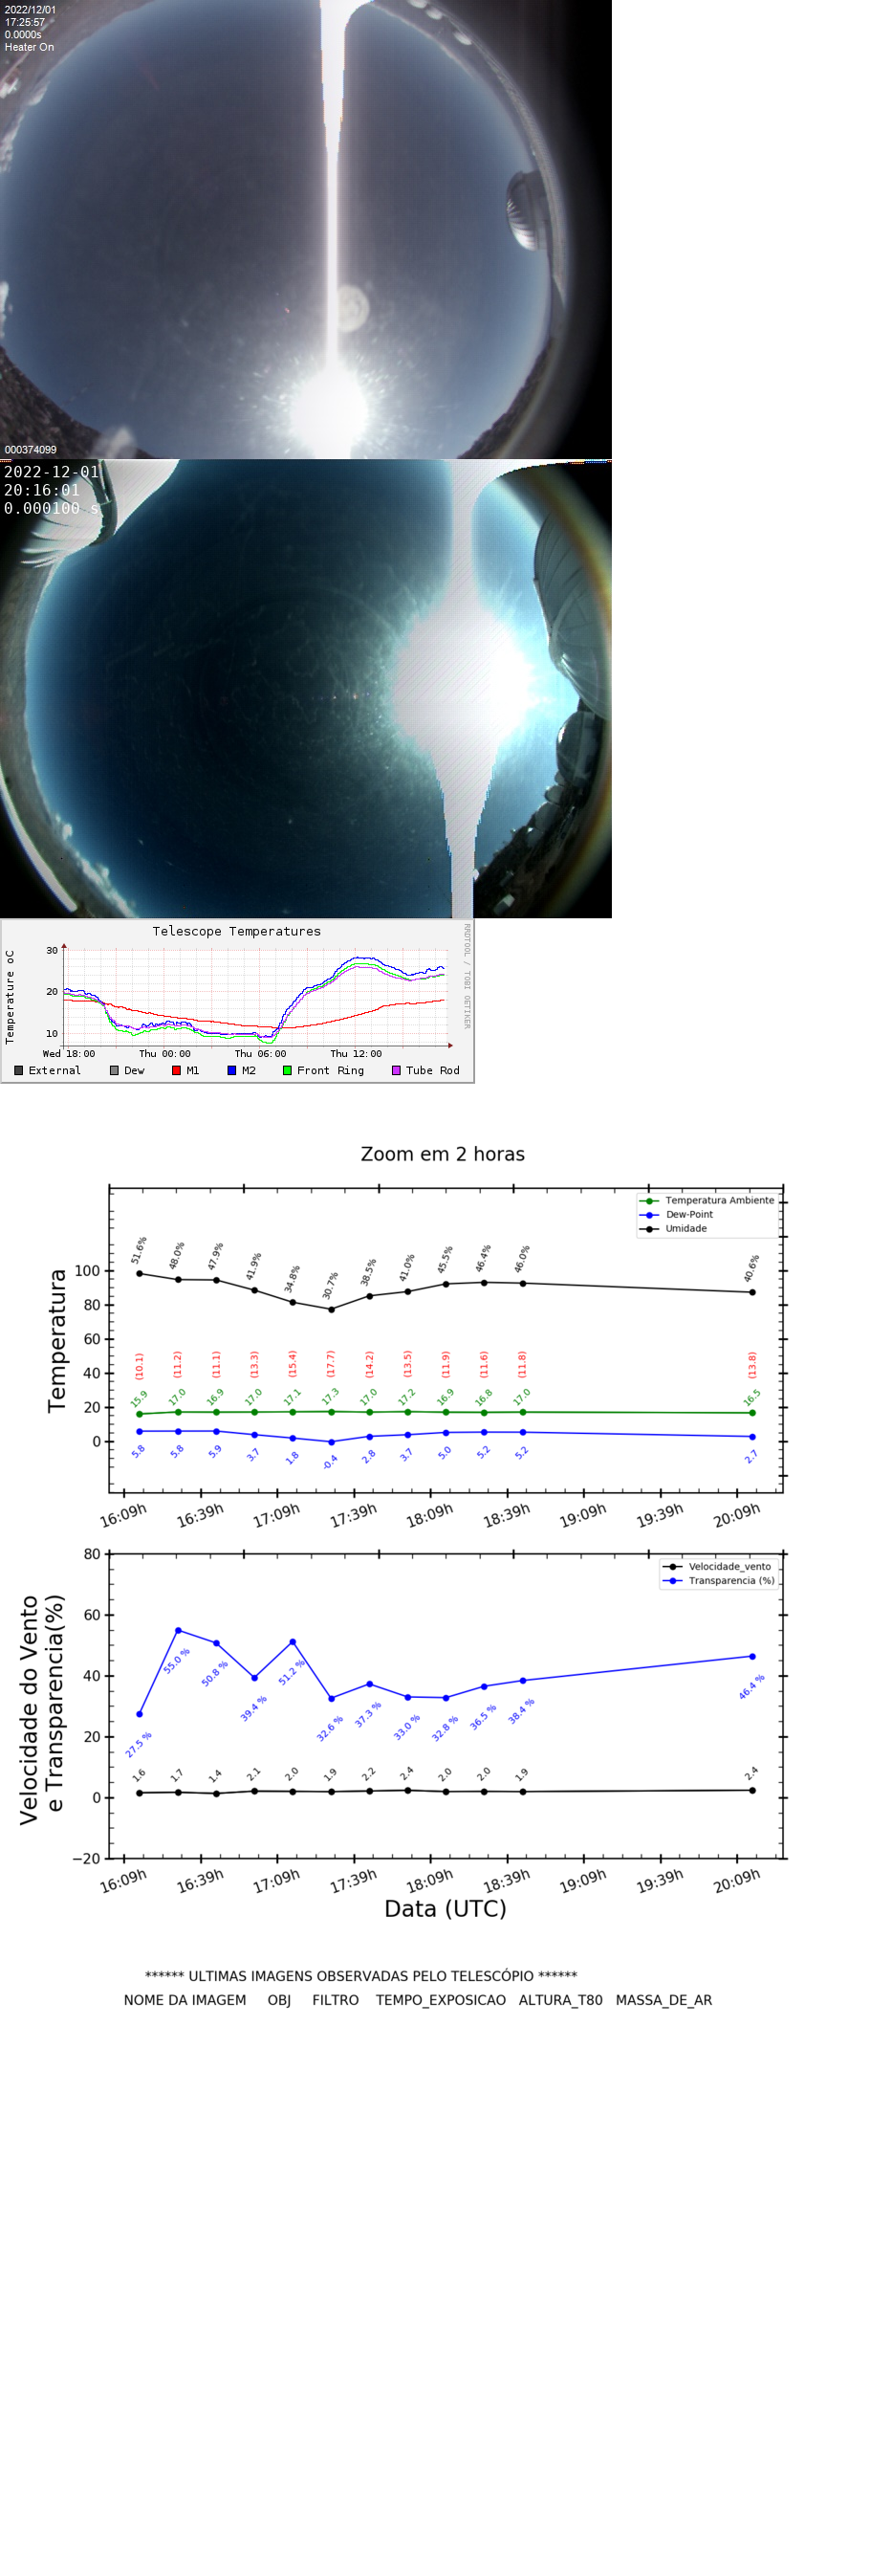 2022/12/01
17:25:57
0.0000s
Heater On
000374099
2022-12-01
20:16:01
0.000100 s
Telescope Temperatures
RRDTOOL / TOBI OETIKER
Temperature oC
30
20
10
Wed 18:00 Thu 00:00 Thu 06:00 Thu 12:00
External Dew M1 M2 Front Ring Tube Rod
Zoom em 2 horas
Temperatura Ambiente
Dew-Point
Umidade
Temperatura
100
80
60
40
20
0
51.6% 48.0% 47.9% 41.9% 34.8% 30.7% 38.5% 41.0% 45.5% 46.4% 46.0% 40.6%
(10.1) (11.2) (11.1) (13.3) (15.4) (17.7) (14.2) (13.5) (11.9) (11.6) (11.8) (13.8)
15.9 17.0 16.9 17.0 17.1 17.3 17.0 17.2 16.9 16.8 17.0 16.5
5.8 5.8 5.9 3.7 1.8 -0.4 2.8 3.7 5.0 5.2 5.2 2.7
16:09h 16:39h 17:09h 17:39h 18:09h 18:39h 19:09h 19:39h 20:09h
Velocidade_vento
Transparencia (%)
Velocidade do Vento
e Transparencia(%)
80
60
40
20
0
−20
27.5 % 55.0 % 50.8 % 39.4 % 51.2 % 32.6 % 37.3 % 33.0 % 32.8 % 36.5 % 38.4 % 46.4 %
1.6 1.7 1.4 2.1 2.0 1.9 2.2 2.4 2.0 2.0 1.9 2.4
16:09h 16:39h 17:09h 17:39h 18:09h 18:39h 19:09h 19:39h 20:09h
Data (UTC)
****** ULTIMAS IMAGENS OBSERVADAS PELO TELESCÓPIO ******
NOME DA IMAGEM OBJ FILTRO TEMPO_EXPOSICAO ALTURA_T80 MASSA_DE_AR